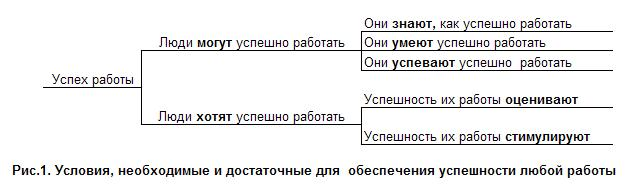 Они знают, как успешно работать
Люди могут успешно работать
Они умеют успешно работать
Они успевают успешно работать
Успех работы
Успешность их работы оценивают
Люди хотят успешно работать
Успешность их работы стимулируют
Рис.1. Условия, необходимые и достаточные для обеспечения успешности любой работы